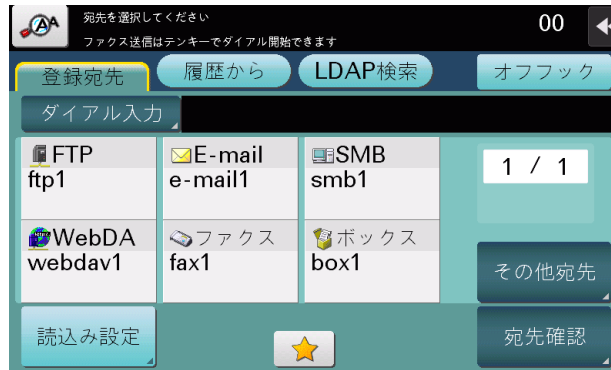 宛先を選択してください
ファクス送信はテンキーでダイアル開始できます
00
登録宛先 履歴から LDAP検索 オフフック
ダイアル入力
FTP E-mail SMB
ftp1 e-mail1 smb1
1 / 1
WebDA ファクス ボックス
webdav1 fax1 box1
その他宛先
読込み設定 宛先確認